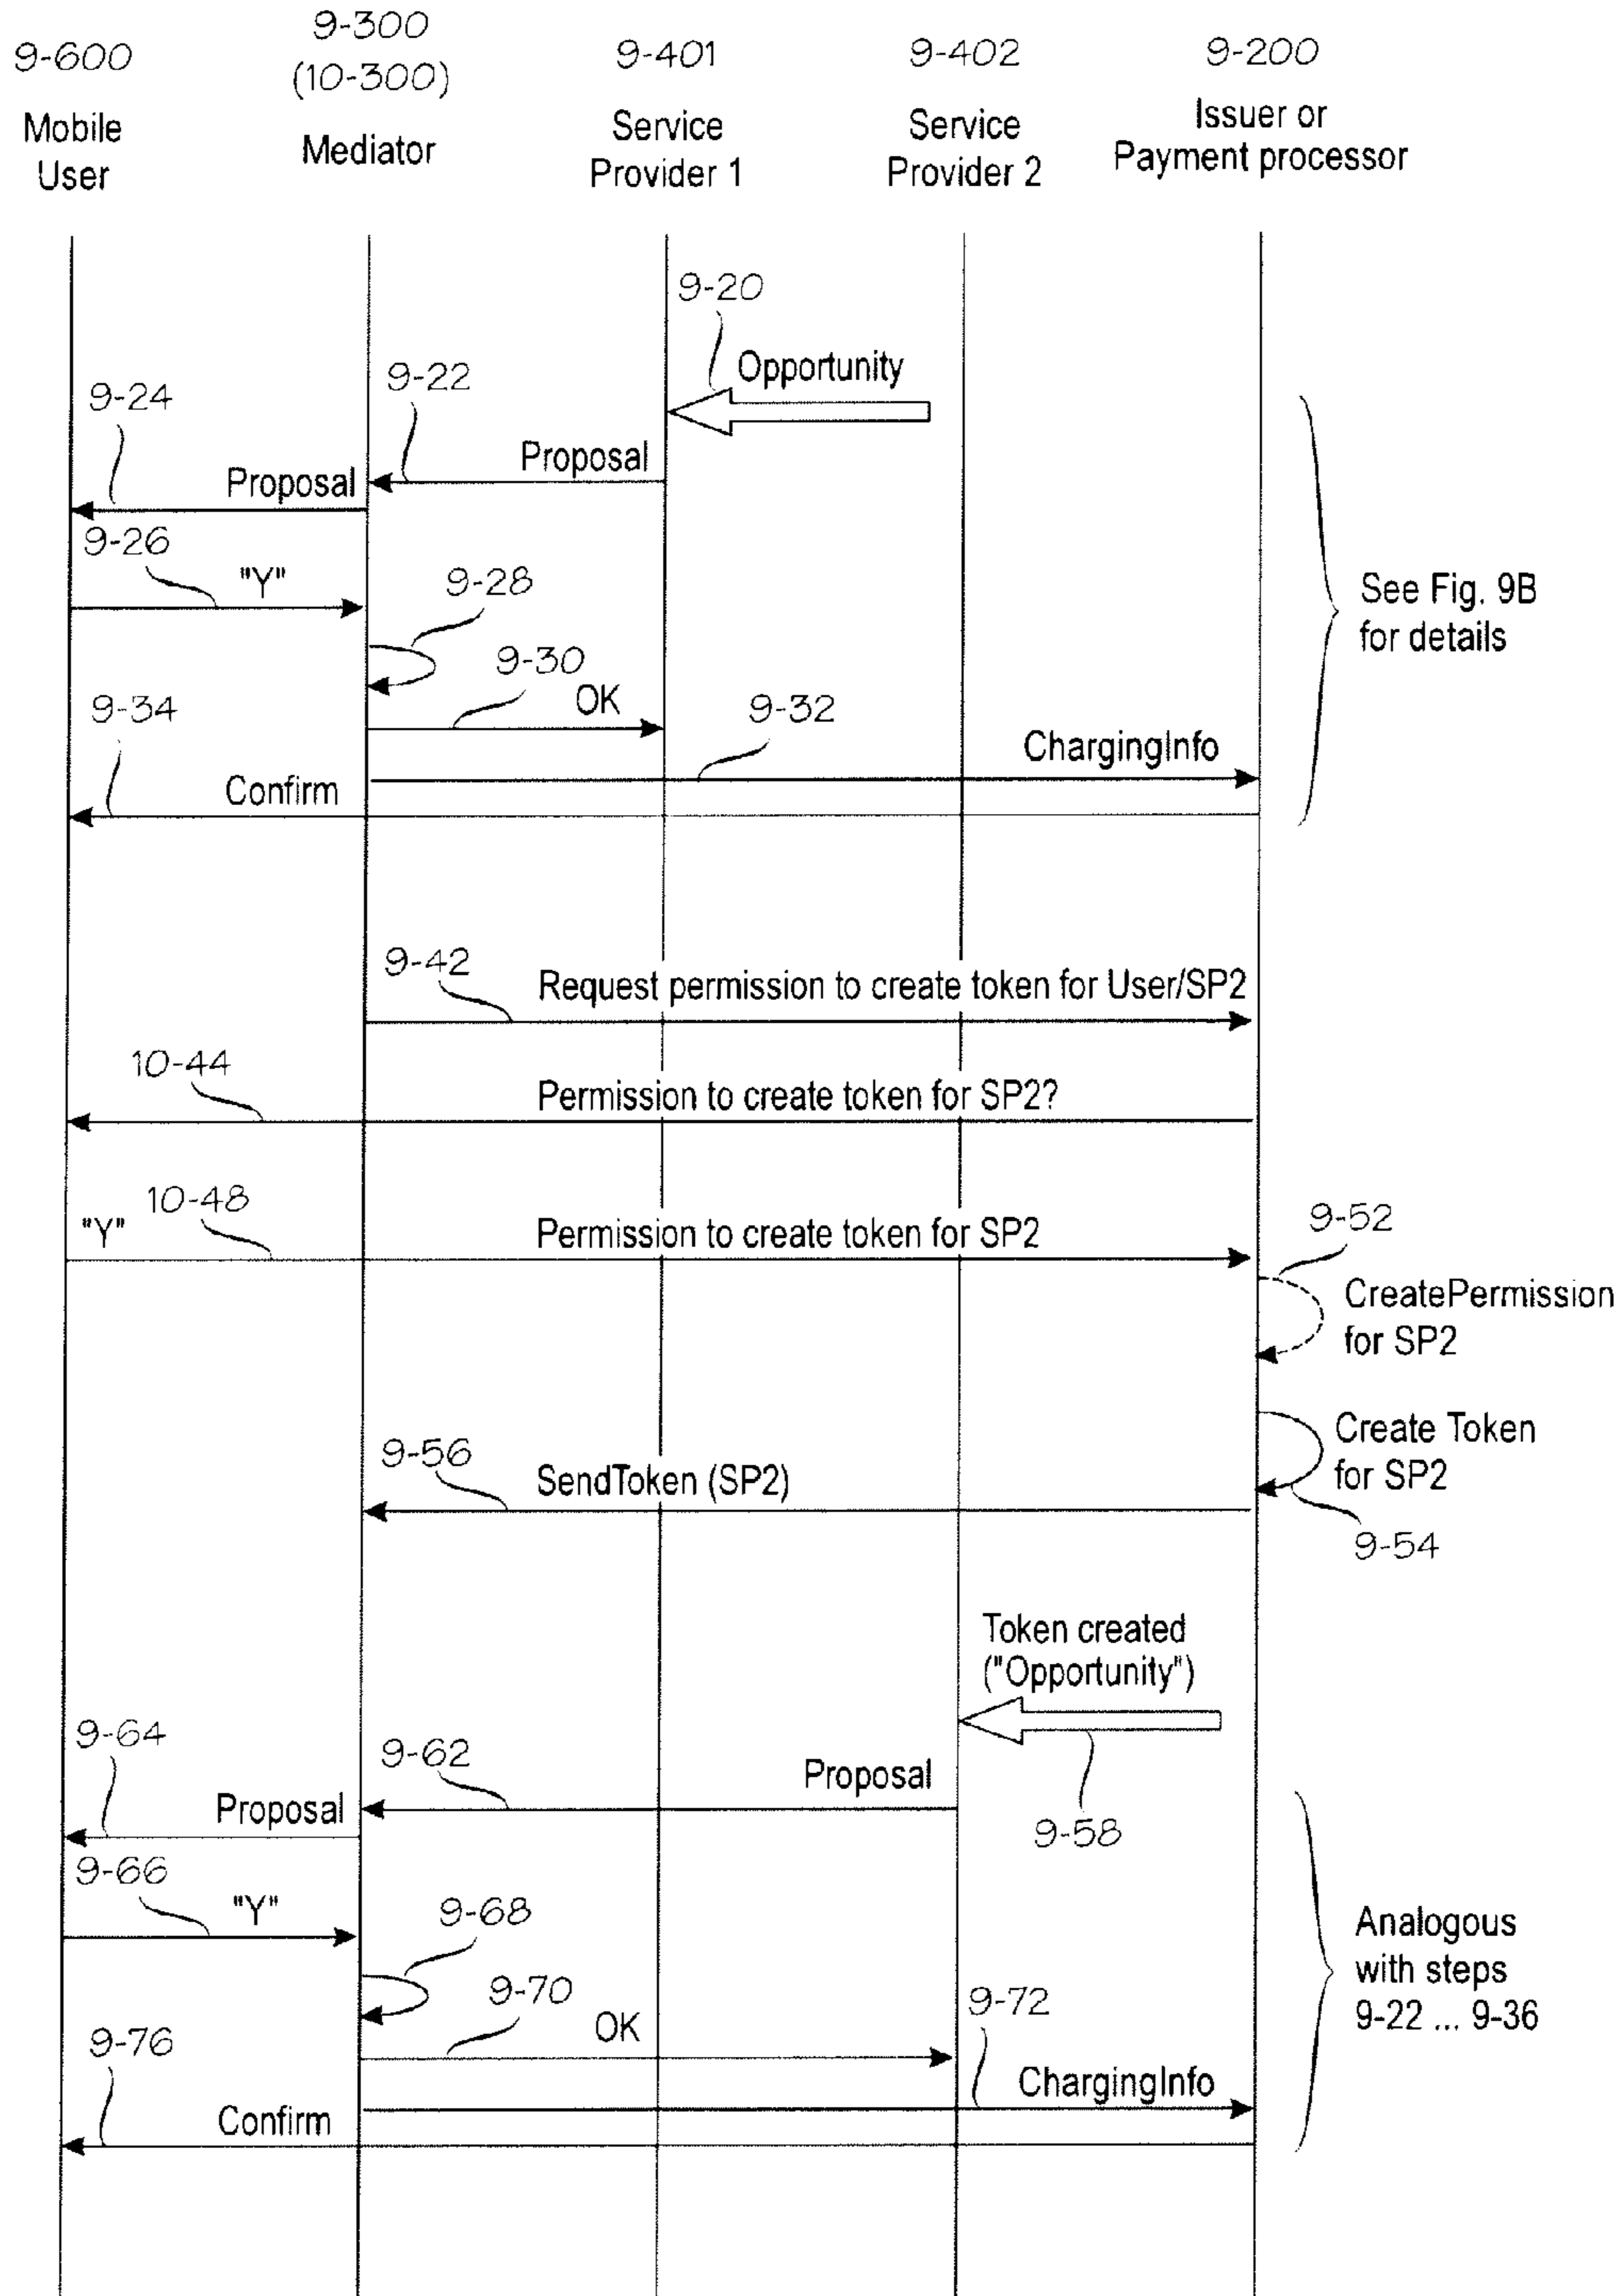 9-600
9-300
(10-300)
9-401
9-402
9-200
Mobile
User
Mediator
Service
Provider 1
Service
Provider 2
Issuer or
Payment processor
9-20
Opportunity
9-22
9-24
Proposal
Proposal
9-26
"Y"
9-28
See Fig. 9B
for details
9-30
OK
9-34
9-32
ChargingInfo
Confirm
9-42
Request permission to create token for User/SP2
10-44
Permission to create token for SP2?
10-48
"Y"
Permission to create token for SP2
9-52
CreatePermission
for SP2
Create Token
for SP2
9-56
SendToken (SP2)
9-54
Token created
("Opportunity")
9-64
9-62
Proposal
Proposal
9-58
9-66
"Y"
9-68
Analogous
with steps
9-22 ... 9-36
9-70
OK
9-72
9-76
ChargingInfo
Confirm